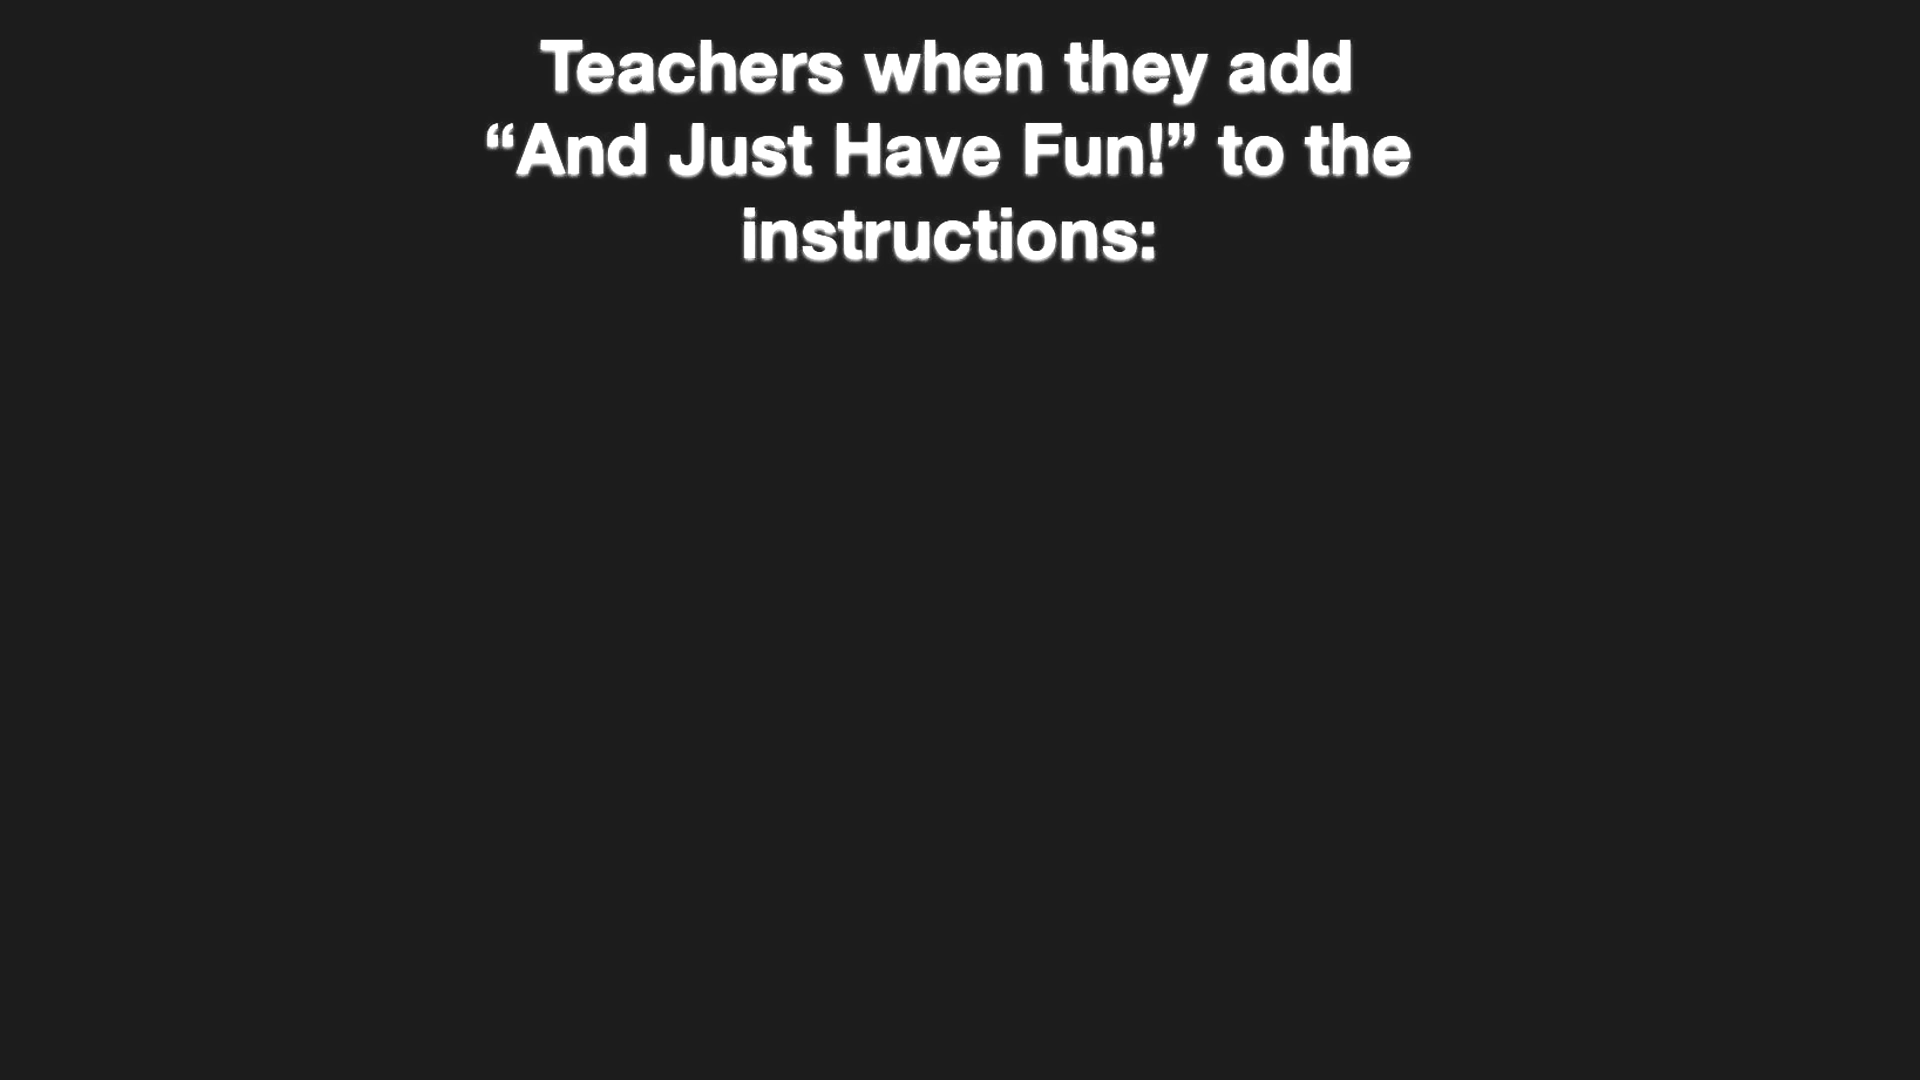 Teachers when they add
“And Just Have Fun!” to the
instructions: